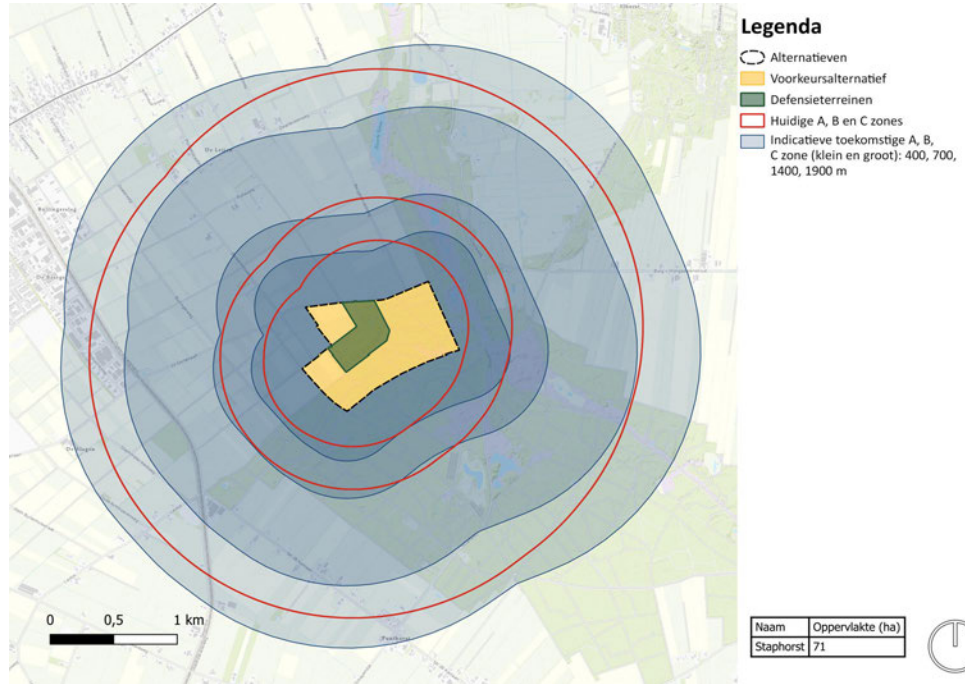 Legenda
Alternatieven
Voorkeursalternatief
Defensieterreinen
Huidige A, B en C zones
Indicatieve toekomstige A, B,
C zone (klein en groot): 400, 700,
1400, 1900 m
0 0,5 1 km
Naam Oppervlakte (ha)
Staphorst 71